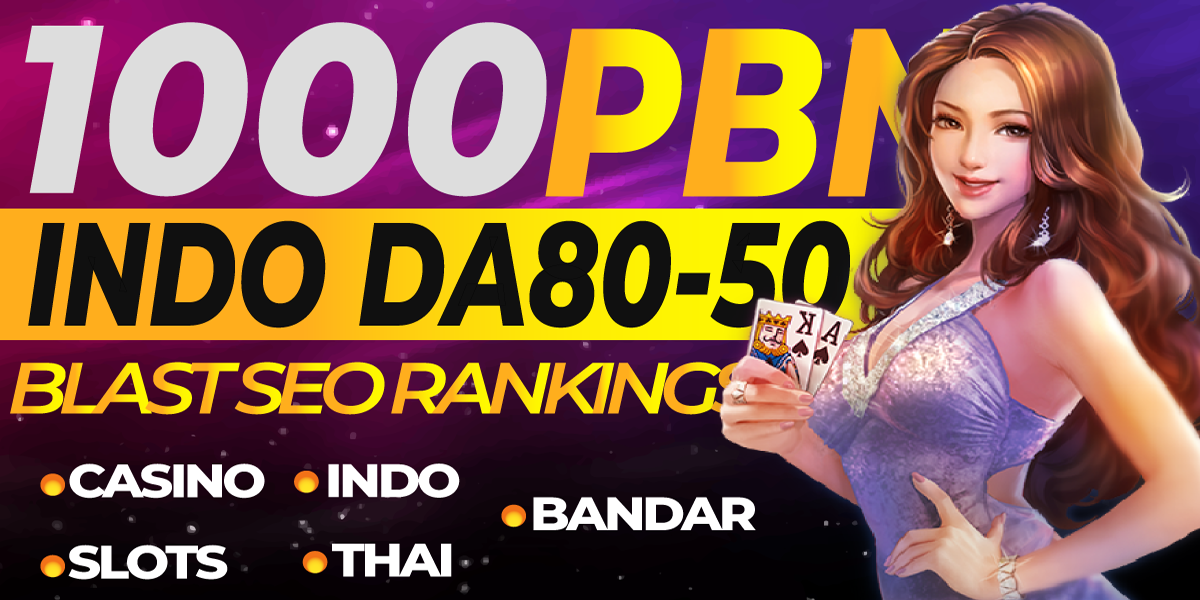 1000PBN
INDO DA80-50
BLAST SEO RANKINGS
CASINO
INDO
BANDAR
SLOTS
THAI
K
A